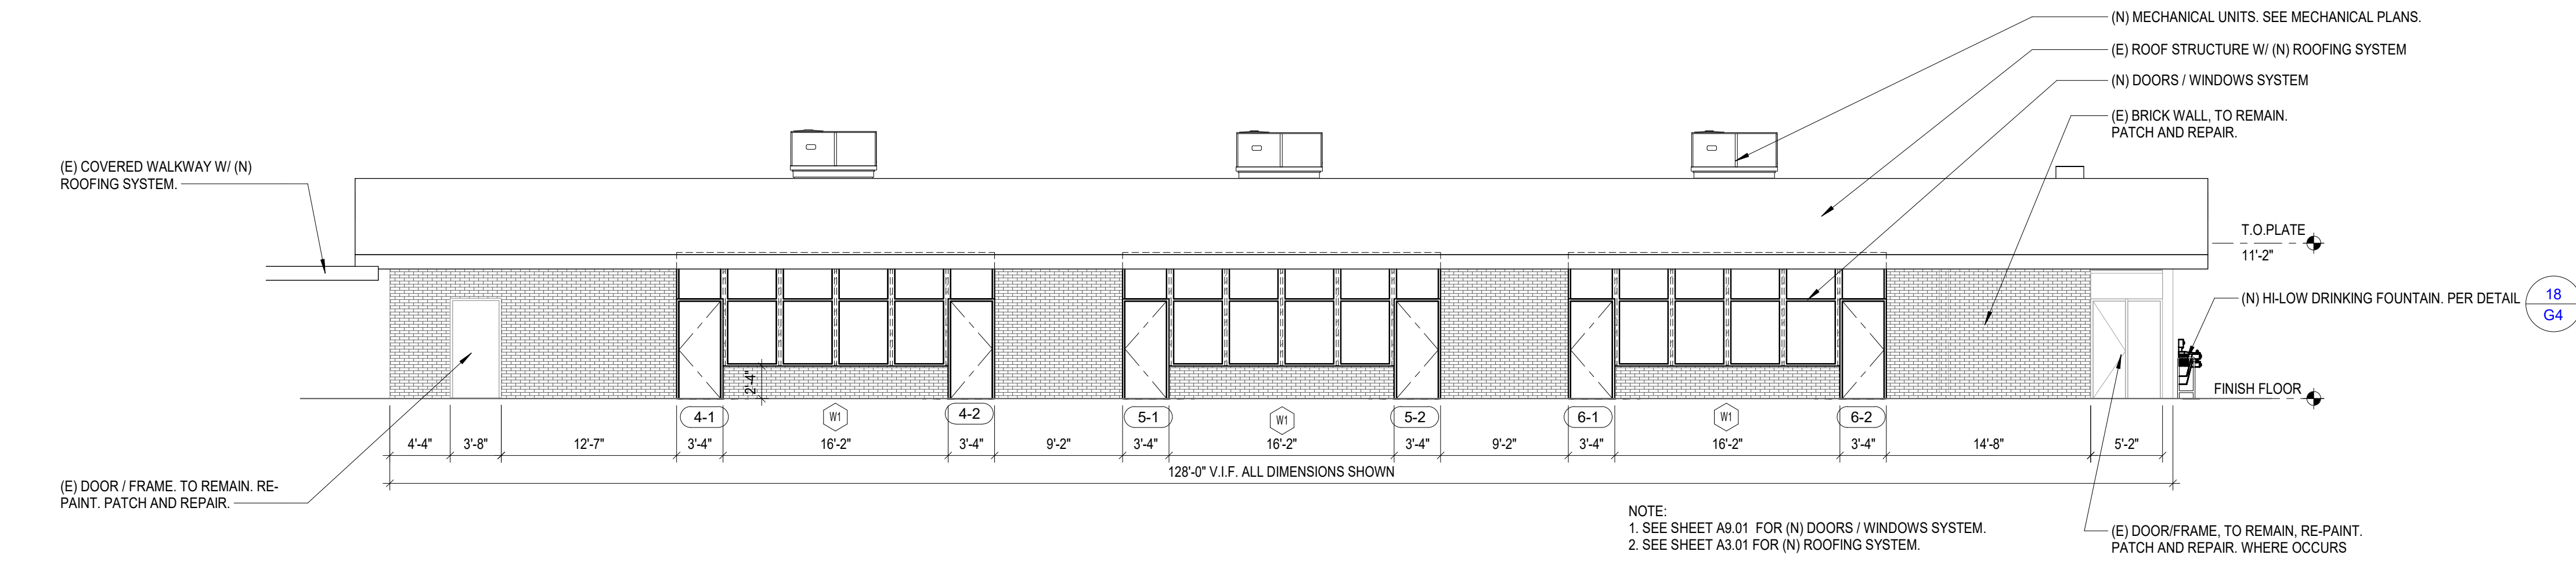 (N) MECHANICAL UNITS. SEE MECHANICAL PLANS.
(E) ROOF STRUCTURE W/ (N) ROOFING SYSTEM
(N) DOORS / WINDOWS SYSTEM
(E) BRICK WALL, TO REMAIN.
PATCH AND REPAIR.
(E) COVERED WALKWAY W/ (N)
ROOFING SYSTEM.
T.O.PLATE
11'-2"
(N) HI-LOW DRINKING FOUNTAIN. PER DETAIL
18
G4
FINISH FLOOR
2'-4"
4-1
W1
4-2
5-1
W1
5-2
6-1
W1
6-2
4'-4" 3'-8" 12'-7" 3'-4" 16'-2" 3'-4" 9'-2" 3'-4" 16'-2" 3'-4" 9'-2" 3'-4" 16'-2" 3'-4" 14'-8" 5'-2"
128'-0" V.I.F. ALL DIMENSIONS SHOWN
(E) DOOR / FRAME. TO REMAIN. RE-
PAINT. PATCH AND REPAIR.
NOTE:
1. SEE SHEET A9.01 FOR (N) DOORS / WINDOWS SYSTEM.
2. SEE SHEET A3.01 FOR (N) ROOFING SYSTEM.
(E) DOOR/FRAME, TO REMAIN, RE-PAINT.
PATCH AND REPAIR. WHERE OCCURS